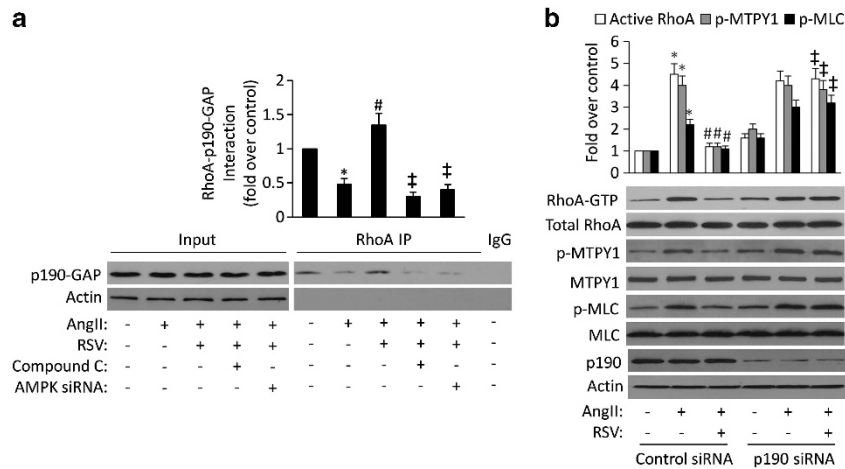 a
RhoA-p190-GAP
Interaction
(fold over control)
2
1.5
1
0.5
0
*
#
‡
‡
Input RhoA IP IgG
p190-GAP
Actin
AngII: - + + + + - + + + + -
RSV: - - + + + - - + + + -
Compound C: - - - + - - - - + - -
AMPK siRNA: - - - - + - - - - + -
b
Active RhoA p-MTPY1 p-MLC
Fold over control
6
5
4
3
2
1
0
* * *
# # #
‡ ‡ ‡
RhoA-GTP
Total RhoA
p-MTPY1
MTPY1
p-MLC
MLC
p190
Actin
AngII: - + + - + +
RSV: - - + - - +
Control siRNA p190 siRNA